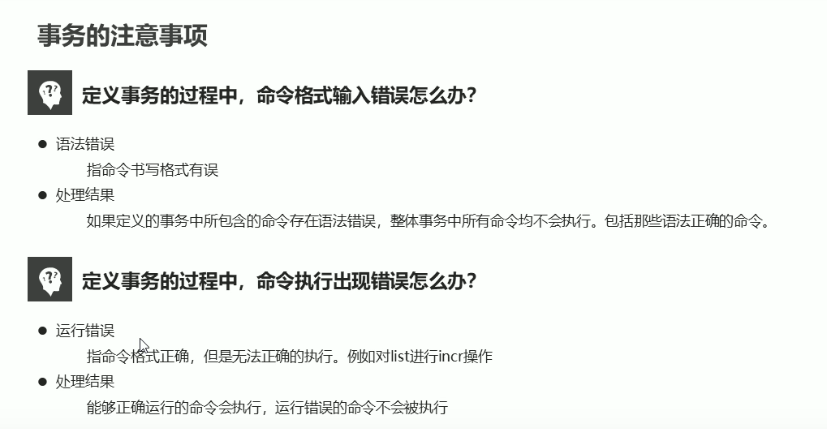 事务的注意事项
定义事务的过程中，命令格式输入错误怎么办？
● 语法错误
指命令书写格式有误
● 处理结果
如果定义的事务中所包含的命令存在语法错误，整体事务中所有命令均不会执行。包括那些语法正确的命令。
定义事务的过程中，命令执行出现错误怎么办？
● 运行错误
指命令格式正确，但是无法正确的执行。例如对list进行incr操作
● 处理结果
能够正确运行的命令会执行，运行错误的命令不会被执行